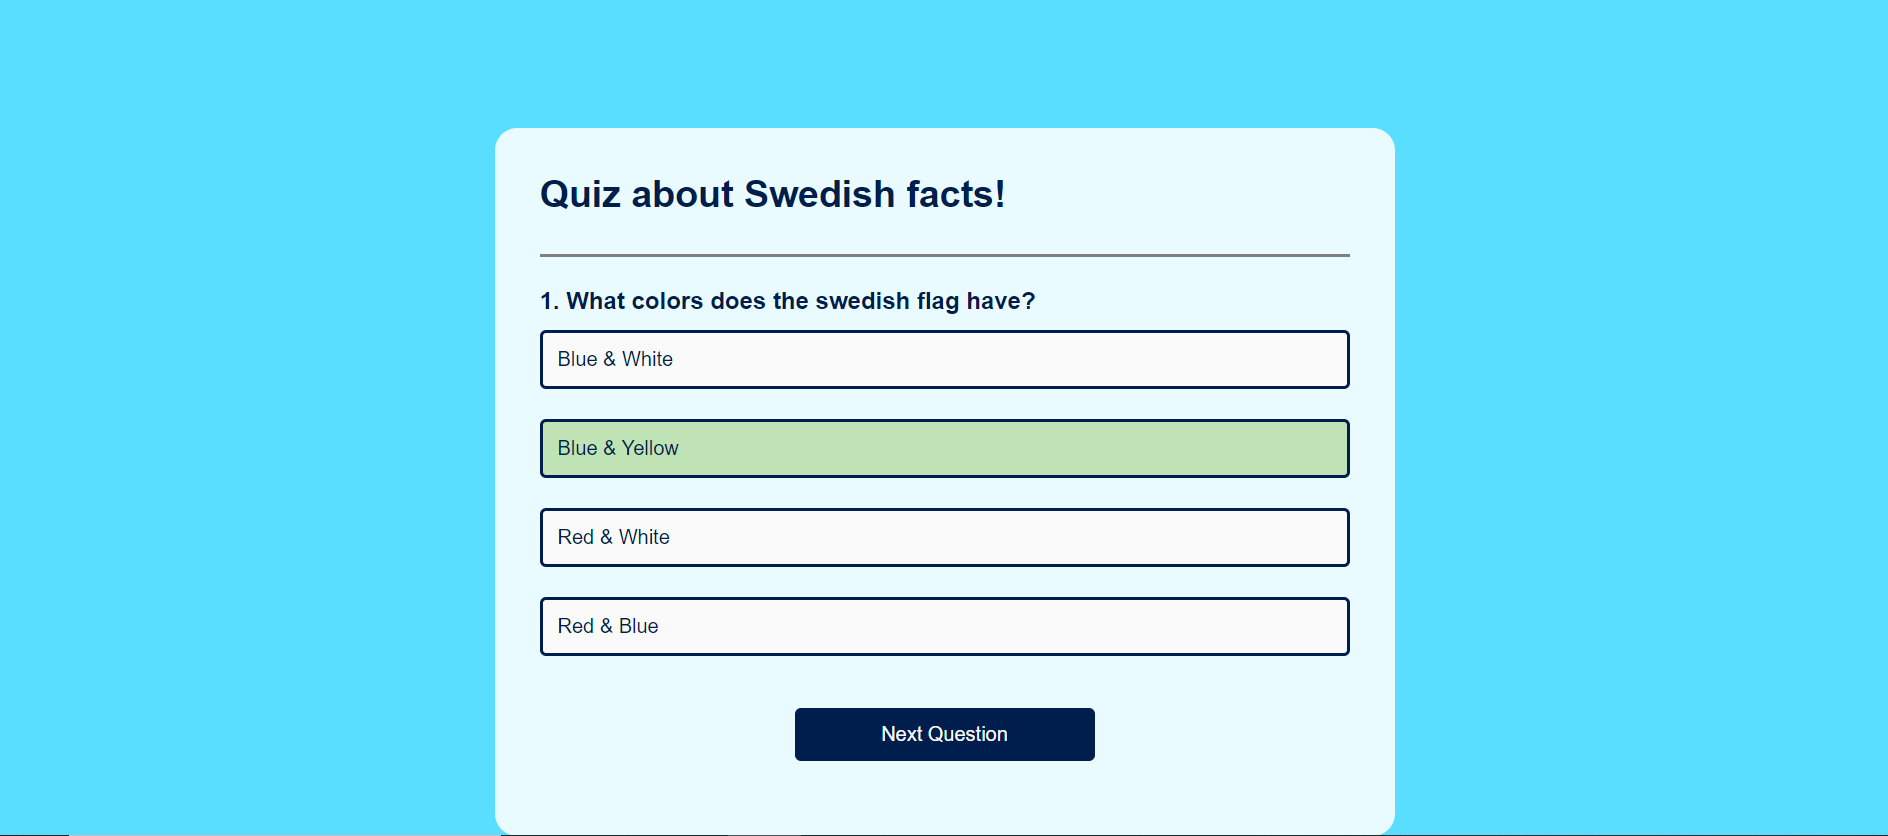 Quiz about Swedish facts!
1. What colors does the swedish flag have?
Blue & White
Blue & Yellow
Red & White
Red & Blue
Next Question